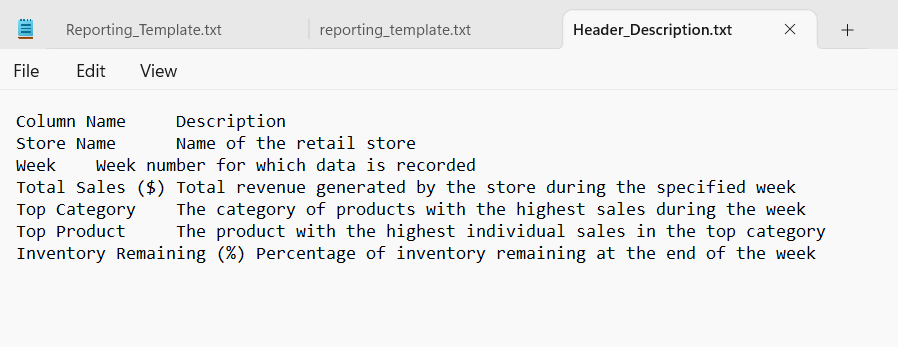 Reporting_Template.txt reporting_template.txt Header_Description.txt
File Edit View
Column Name Description
Store Name Name of the retail store
Week Week number for which data is recorded
Total Sales ($) Total revenue generated by the store during the specified week
Top Category The category of products with the highest sales during the week
Top Product The product with the highest individual sales in the top category
Inventory Remaining (%) Percentage of inventory remaining at the end of the week